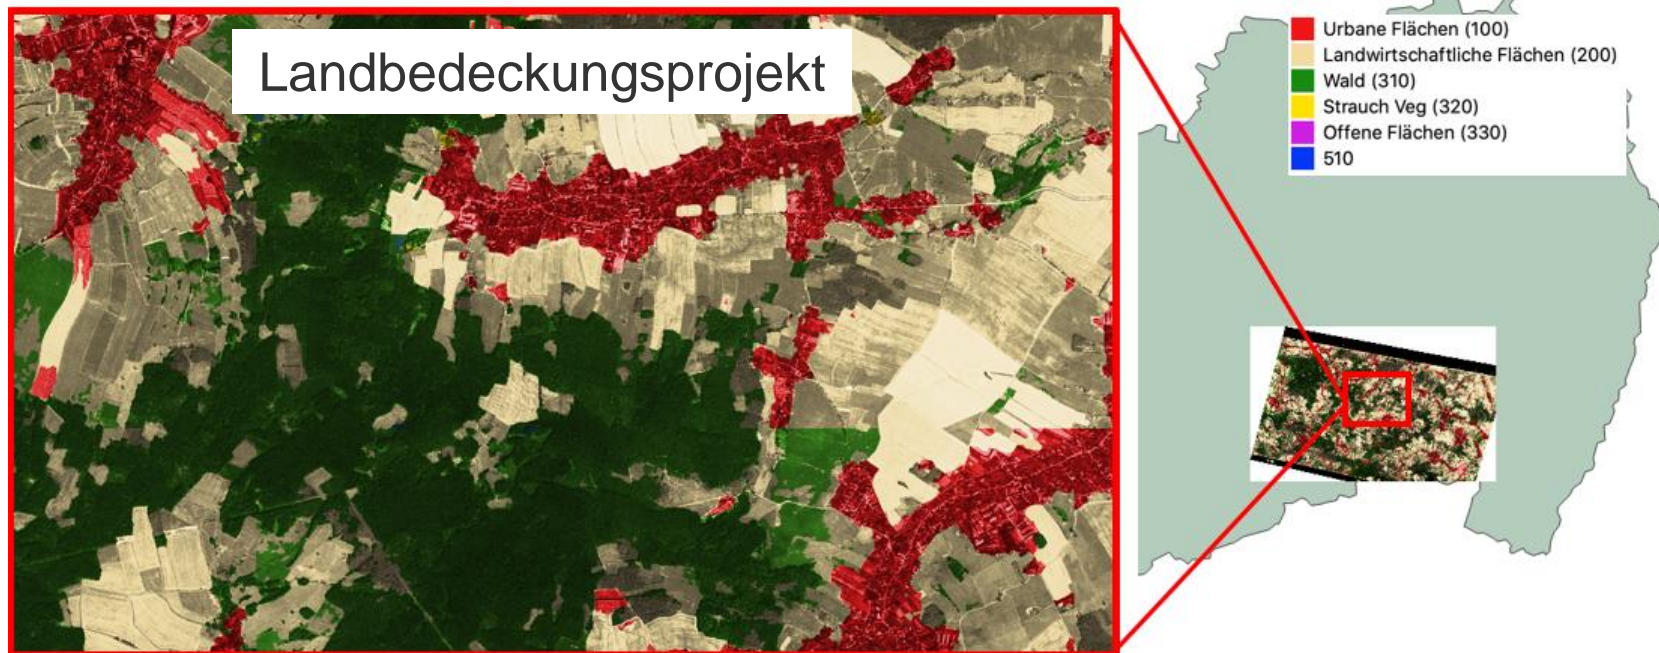 Landbedeckungsprojekt
Urbane Flächen (100)
Landwirtschaftliche Flächen (200)
Wald (310)
Strauch Veg (320)
Offene Flächen (330)
510